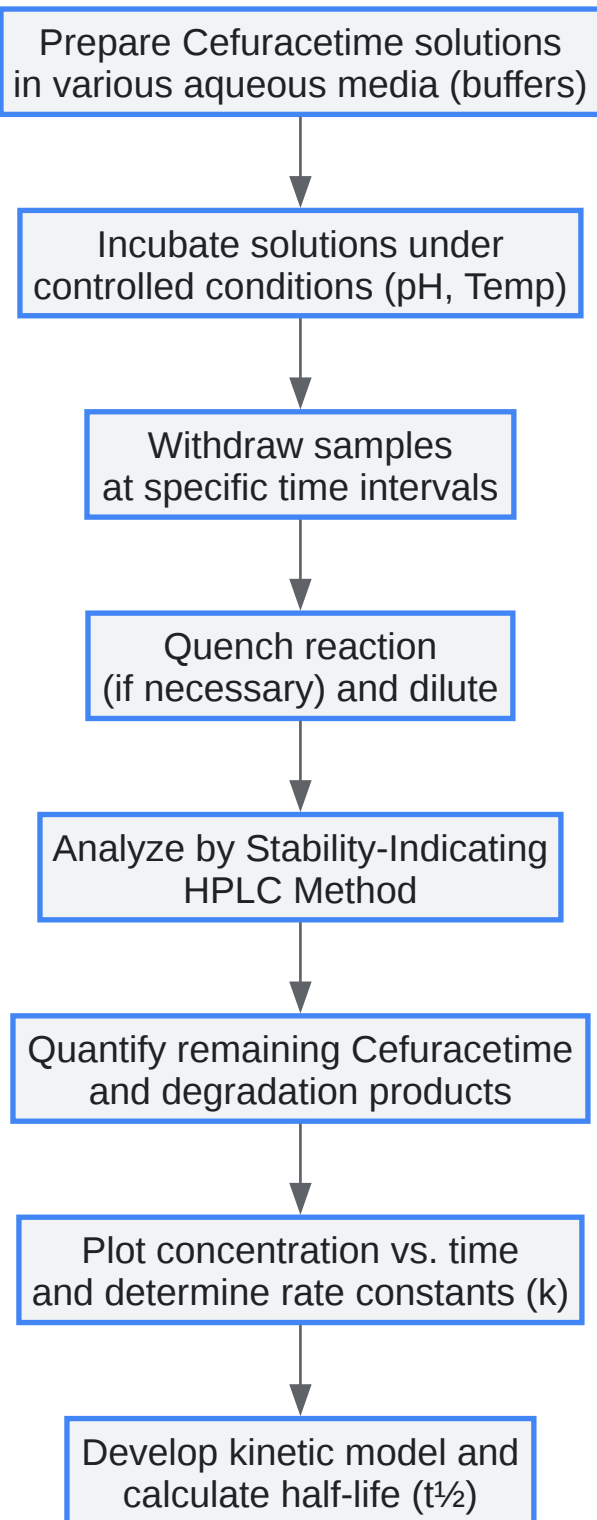 Prepare Cefuracetime solutions
in various aqueous media (buffers)
Incubate solutions under
controlled conditions (pH, Temp)
Withdraw samples
at specific time intervals
Quench reaction
(if necessary) and dilute
Analyze by Stability-Indicating
HPLC Method
Quantify remaining Cefuracetime
and degradation products
Plot concentration vs. time
and determine rate constants (k)
Develop kinetic model and
calculate half-life (t½)